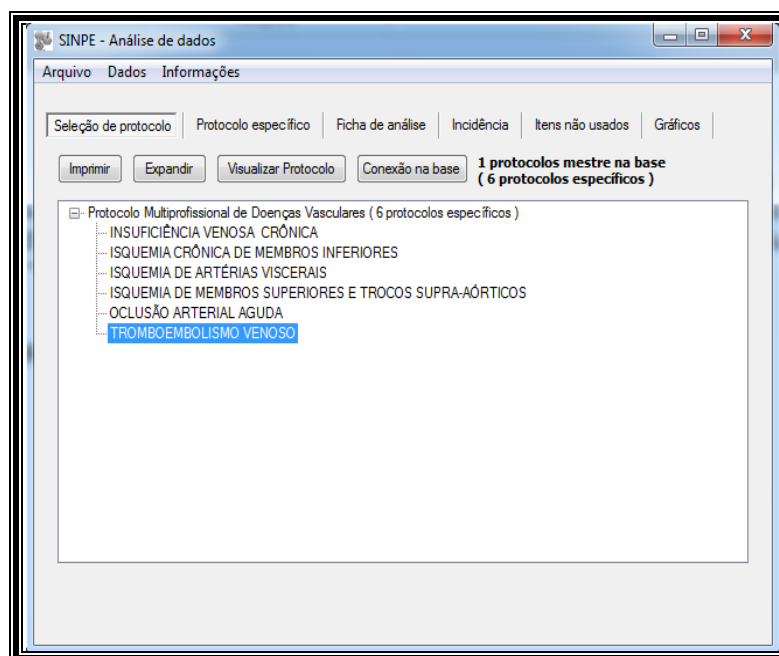 SINPE - Análise de dados
Arquivo Dados Informações
Seleção de protocolo Protocolo específico Ficha de análise Incidência Itens não usados Gráficos
Imprimir Expandir Visualizar Protocolo Conexão na base 1 protocolos mestre na base
( 6 protocolos específicos )
Protocolo Multiprofissional de Doenças Vasculares ( 6 protocolos específicos )
INSUFICIÊNCIA VENOSA CRÔNICA
ISQUEMIA CRÔNICA DE MEMBROS INFERIORES
ISQUEMIA DE ARTÉRIAS VISCERAIS
ISQUEMIA DE MEMBROS SUPERIORES E TROCOS SUPRA-AÓRTICOS
OCLUSÃO ARTERIAL AGUDA
TROMBOEMBOLISMO VENOSO